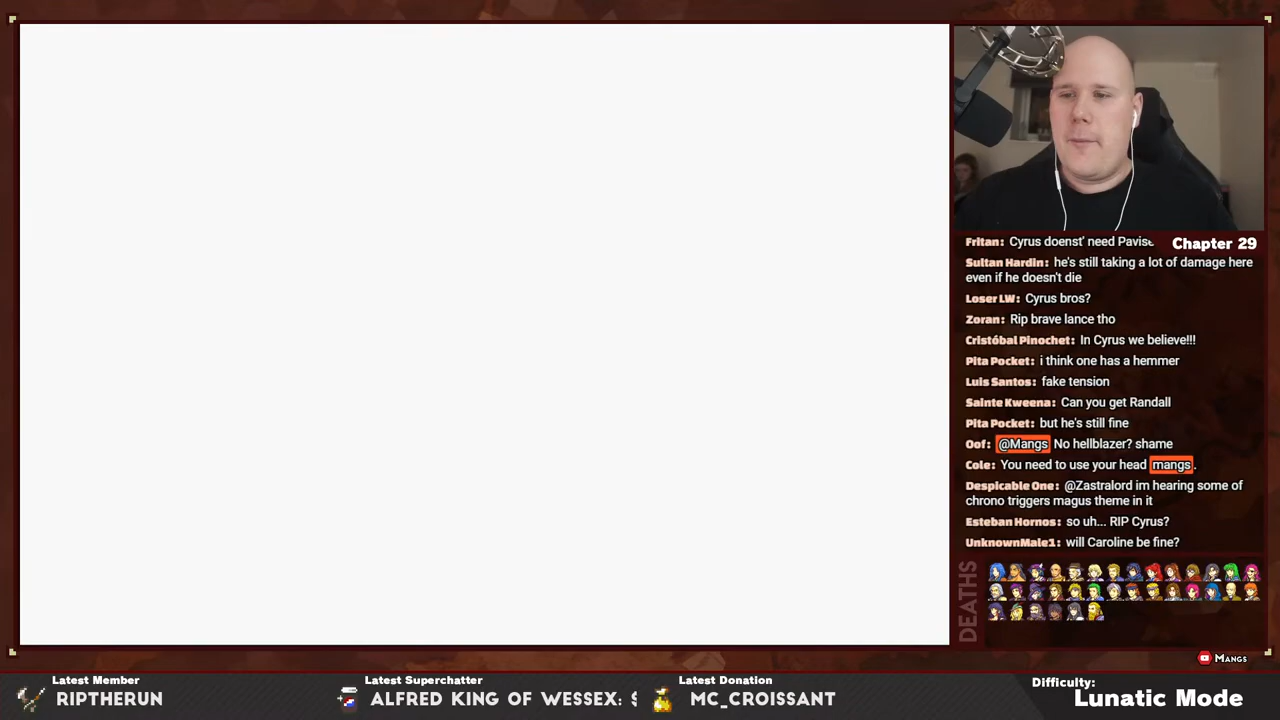 Fritan: Cyrus doenst' need Pavise
Chapter 29
Sultan Hardin: he's still taking a lot of damage here
even if he doesn't die
Loser LW: Cyrus bros?
Zoran: Rip brave lance tho
Cristóbal Pinochet: In Cyrus we believe!!!
Pita Pocket: i think one has a hemmer
Luis Santos: fake tension
Sainte Kweena: Can you get Randall
Pita Pocket: but he's still fine
Oof: @Mangs No hellblazer? shame
Cole: You need to use your head mangs.
Despicable One: @Zastralord im hearing some of
chrono triggers magus theme in it
Esteban Hornos: so uh... RIP Cyrus?
UnknownMale1: will Caroline be fine?
DEATHS
Mangs
Latest Member
RIPTHERUN
Latest Superchatter
ALFRED KING OF WESSEX: $
Latest Donation
MC_CROISSANT
Difficulty:
Lunatic Mode